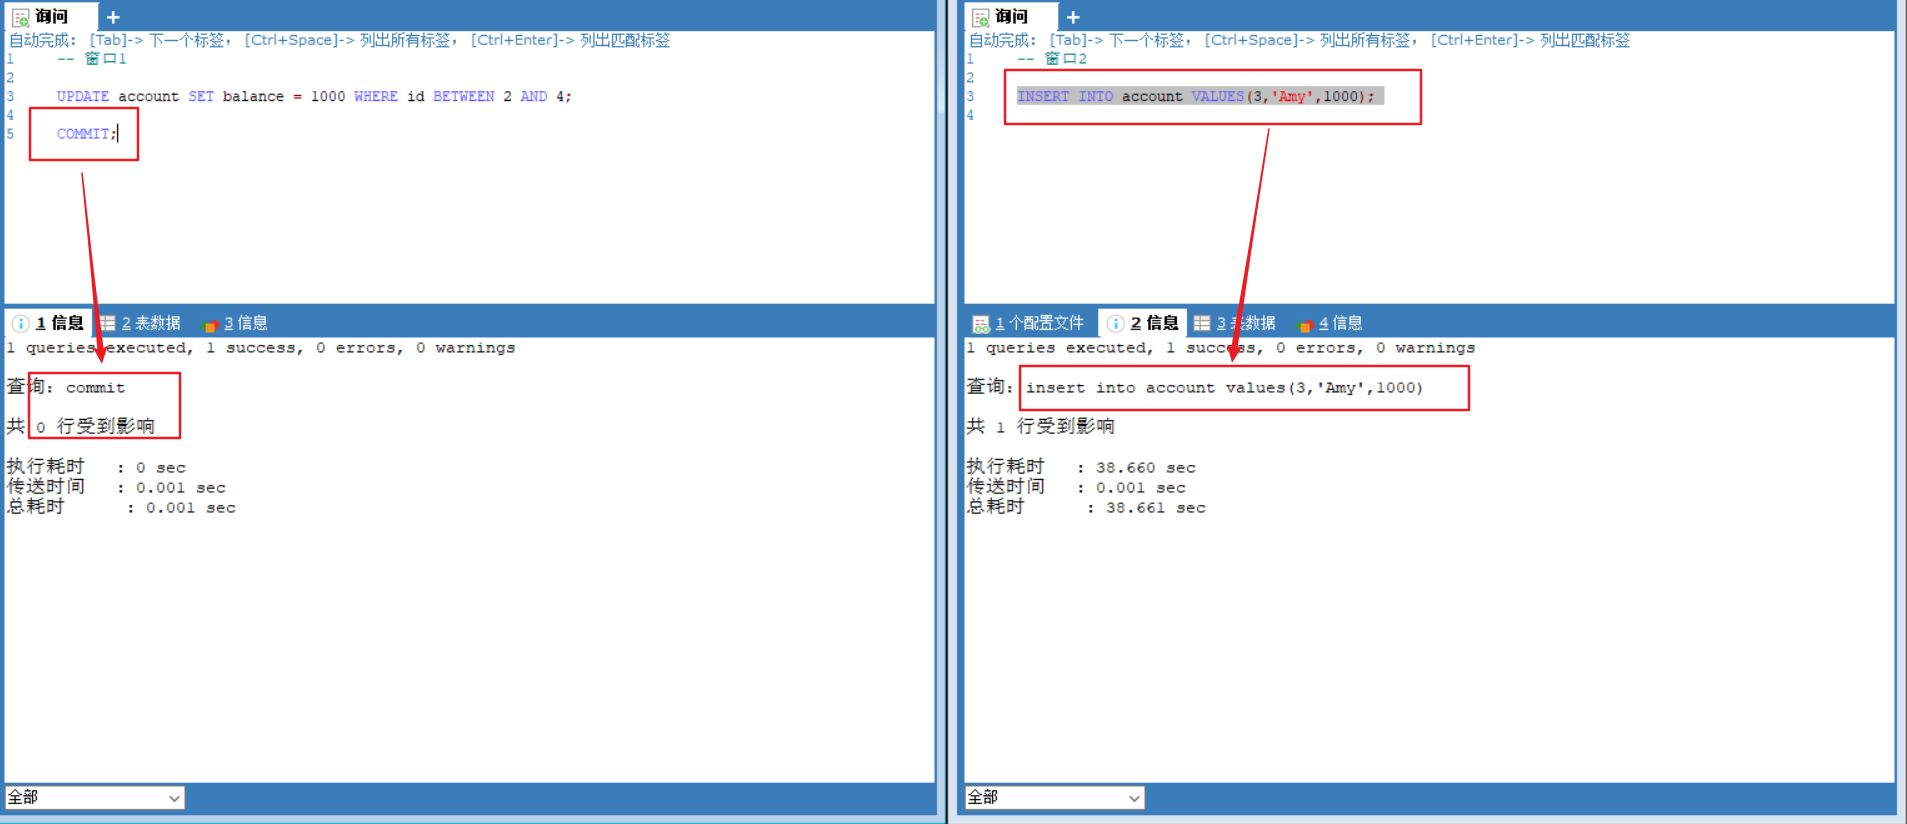 询问 +
自动完成: [Tab]-> 下一个标签, [Ctrl+Space]-> 列出所有标签, [Ctrl+Enter]-> 列出匹配标签
1 -- 窗口1
2
3 UPDATE account SET balance = 1000 WHERE id BETWEEN 2 AND 4;
4
5 COMMIT;
1 信息 2 表数据 3 信息
1 queries executed, 1 success, 0 errors, 0 warnings
查询: commit
共 0 行受到影响
执行耗时 : 0 sec
传送时间 : 0.001 sec
总耗时 : 0.001 sec
全部
询问 +
自动完成: [Tab]-> 下一个标签, [Ctrl+Space]-> 列出所有标签, [Ctrl+Enter]-> 列出匹配标签
1 -- 窗口2
2
3 INSERT INTO account VALUES(3,'Amy',1000);
4
1 个配置文件 2 信息 3 表数据 4 信息
1 queries executed, 1 success, 0 errors, 0 warnings
查询: insert into account values(3,'Amy',1000)
共 1 行受到影响
执行耗时 : 38.660 sec
传送时间 : 0.001 sec
总耗时 : 38.661 sec
全部